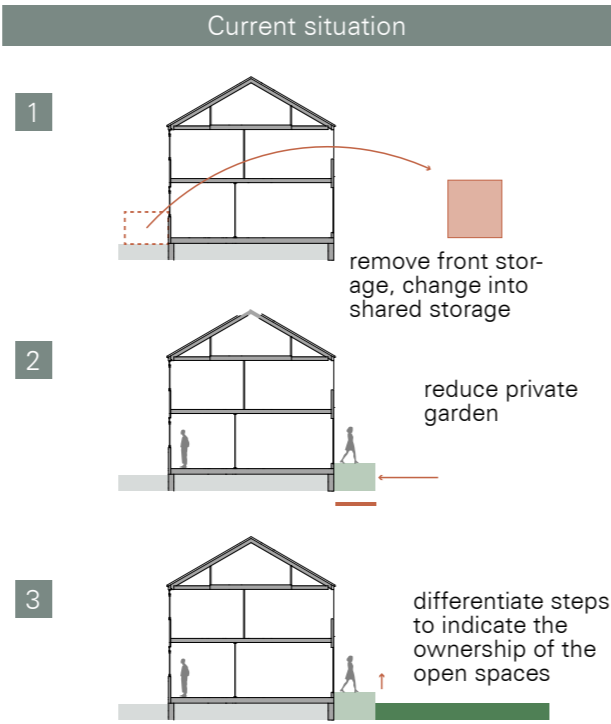 Current situation
1
remove front stor-
age, change into
shared storage
2
reduce private
garden
3
differentiate steps
to indicate the
ownership of the
open spaces